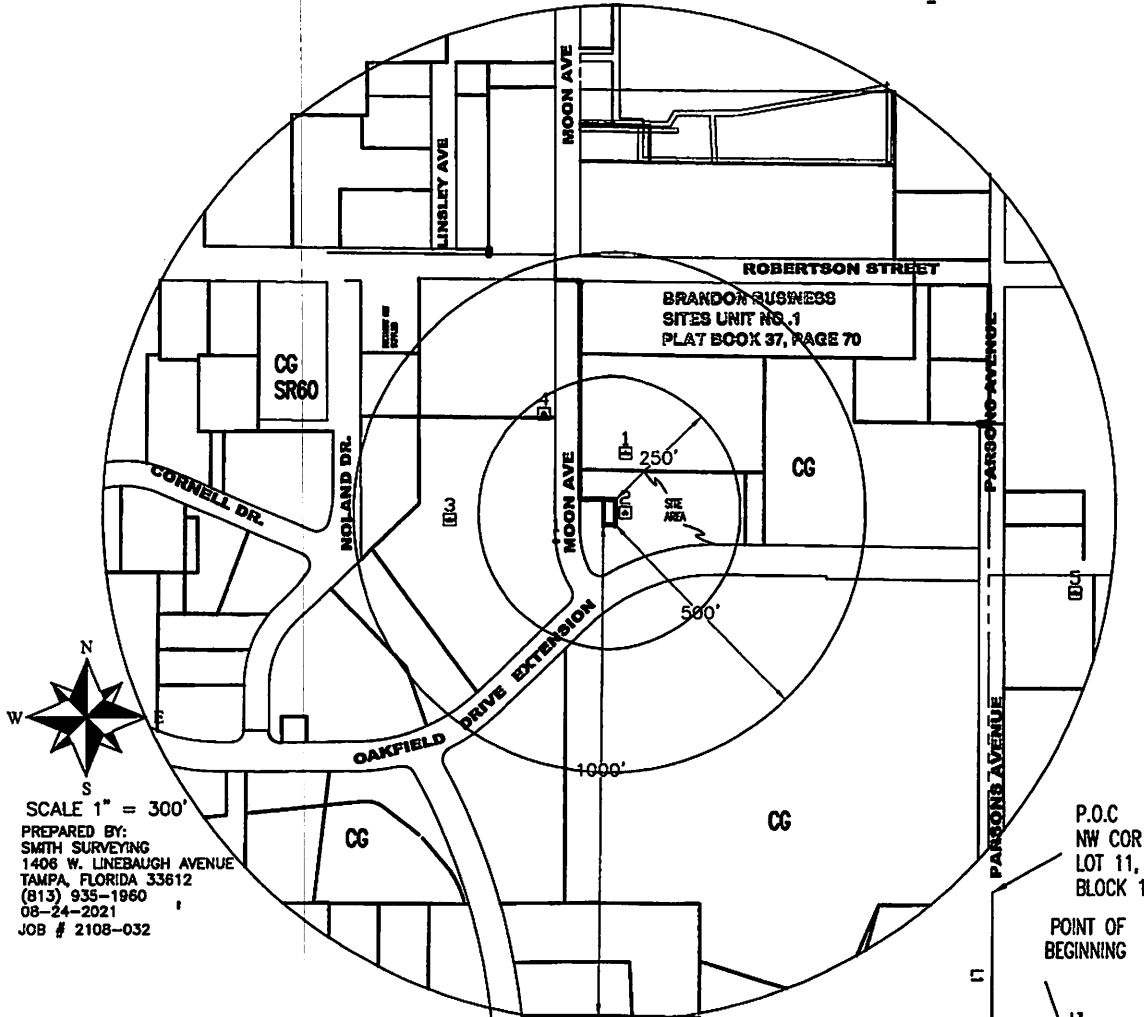 MOON AVE
LINSLEY AVE
ROBERTSON STREET
BRANDON BUSINESS
SITES UNIT NO.1
PLAT BOOK 37, PAGE 70
CG
SR60
PARSONS AVENUE
4
1
250'
CG
NOLAND DR.
CORNELL DR.
3
2
SITE
AREA
MOON AVE
5
500'
OAKFIELD DRIVE EXTENSION
N
W
E
S
1000'
PARSONS AVENUE
SCALE 1" = 300'
PREPARED BY:
SMITH SURVEYING
1406 W. LINEBAUGH AVENUE
TAMPA, FLORIDA 33612
(813) 935-1960
08-24-2021
JOB # 2108-032
CG
CG
P.O.C
NW COR
LOT 11,
BLOCK 1
POINT OF
BEGINNING
L1